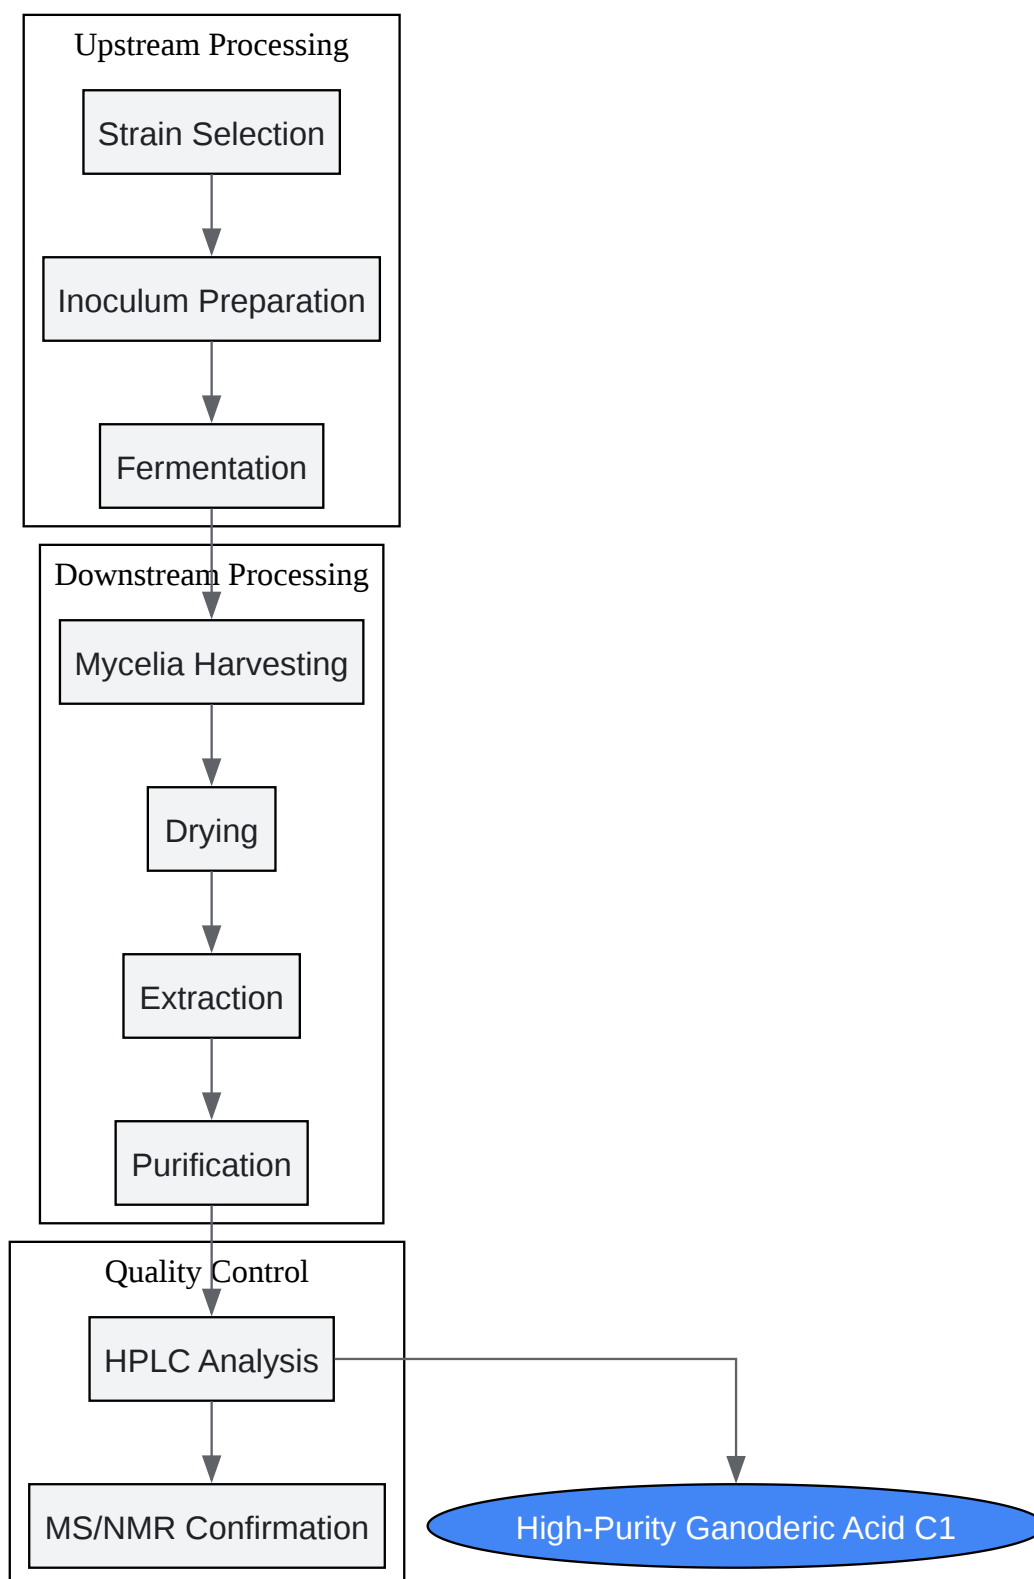 Upstream Processing
Strain Selection
Inoculum Preparation
Fermentation
Downstream Processing
Mycelia Harvesting
Drying
Extraction
Purification
Quality Control
HPLC Analysis
MS/NMR Confirmation
High-Purity Ganoderic Acid C1